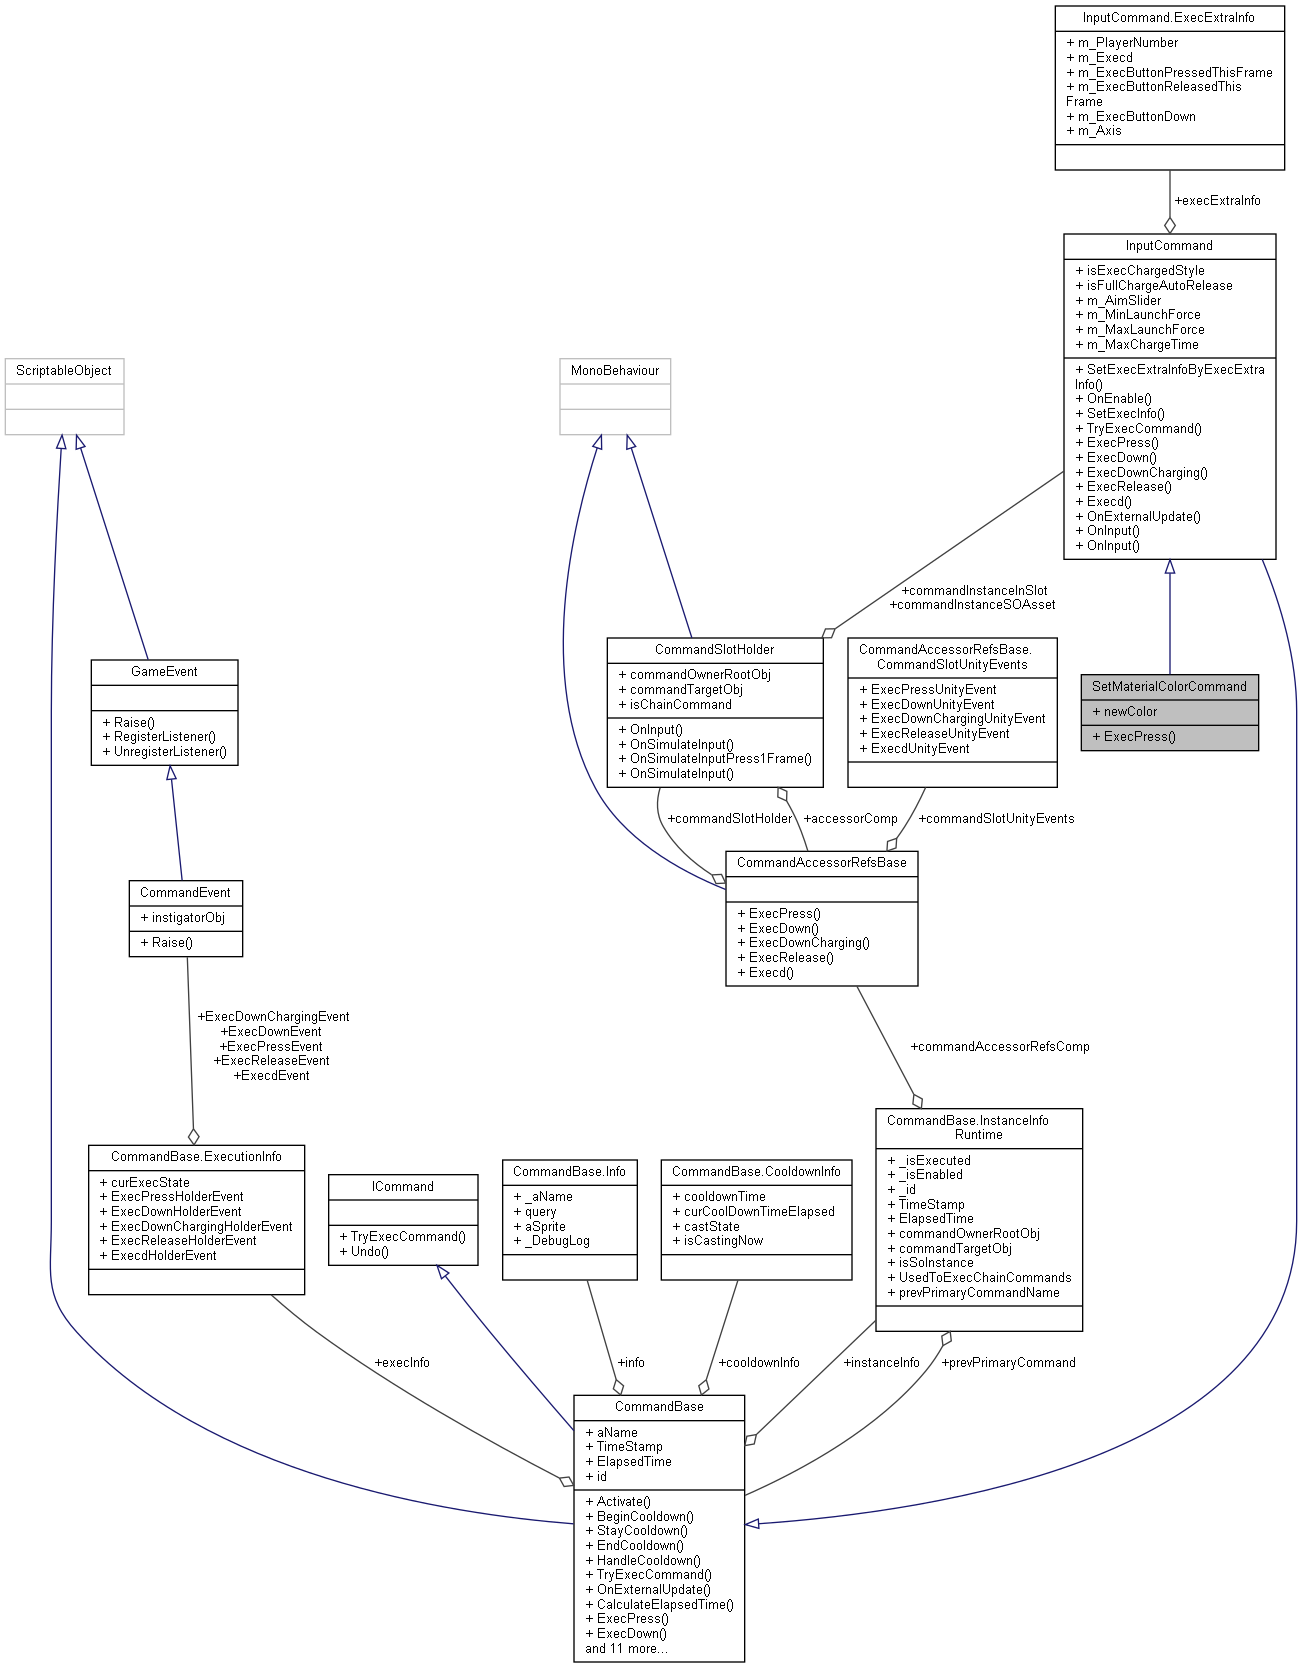 InputCommand.ExecExtraInfo
+ m_PlayerNumber
+ m_Execd
+ m_ExecButtonPressedThisFrame
+ m_ExecButtonReleasedThis
Frame
+ m_ExecButtonDown
+ m_Axis
+execExtraInfo
InputCommand
+ isExecChargedStyle
+ isFullChargeAutoRelease
+ m_AimSlider
+ m_MinLaunchForce
+ m_MaxLaunchForce
+ m_MaxChargeTime
+ SetExecExtraInfoByExecExtra
Info()
+ OnEnable()
+ SetExecInfo()
+ TryExecCommand()
+ ExecPress()
+ ExecDown()
+ ExecDownCharging()
+ ExecRelease()
+ Execd()
+ OnExternalUpdate()
+ OnInput()
+ OnInput()
ScriptableObject
MonoBehaviour
+commandInstanceInSlot
+commandInstanceSOAsset
GameEvent
+ Raise()
+ RegisterListener()
+ UnregisterListener()
CommandSlotHolder
+ commandOwnerRootObj
+ commandTargetObj
+ isChainCommand
+ OnInput()
+ OnSimulateInput()
+ OnSimulateInputPress1Frame()
+ OnSimulateInput()
CommandAccessorRefsBase.
CommandSlotUnityEvents
+ ExecPressUnityEvent
+ ExecDownUnityEvent
+ ExecDownChargingUnityEvent
+ ExecReleaseUnityEvent
+ ExecdUnityEvent
SetMaterialColorCommand
+ newColor
+ ExecPress()
+commandSlotHolder
+accessorComp
+commandSlotUnityEvents
CommandEvent
+ instigatorObj
+ Raise()
CommandAccessorRefsBase
+ ExecPress()
+ ExecDown()
+ ExecDownCharging()
+ ExecRelease()
+ Execd()
+ExecDownChargingEvent
+ExecDownEvent
+ExecPressEvent
+ExecReleaseEvent
+ExecdEvent
+commandAccessorRefsComp
CommandBase.ExecutionInfo
+ curExecState
+ ExecPressHolderEvent
+ ExecDownHolderEvent
+ ExecDownChargingHolderEvent
+ ExecReleaseHolderEvent
+ ExecdHolderEvent
ICommand
+ TryExecCommand()
+ Undo()
CommandBase.Info
+ _aName
+ query
+ aSprite
+ _DebugLog
CommandBase.CooldownInfo
+ cooldownTime
+ curCoolDownTimeElapsed
+ castState
+ isCastingNow
CommandBase.InstanceInfo
Runtime
+ _isExecuted
+ _isEnabled
+ _id
+ TimeStamp
+ ElapsedTime
+ commandOwnerRootObj
+ commandTargetObj
+ isSoInstance
+ UsedToExecChainCommands
+ prevPrimaryCommandName
+execInfo
+info
+cooldownInfo
+instanceInfo
+prevPrimaryCommand
CommandBase
+ aName
+ TimeStamp
+ ElapsedTime
+ id
+ Activate()
+ BeginCooldown()
+ StayCooldown()
+ EndCooldown()
+ HandleCooldown()
+ TryExecCommand()
+ OnExternalUpdate()
+ CalculateElapsedTime()
+ ExecPress()
+ ExecDown()
and 11 more...